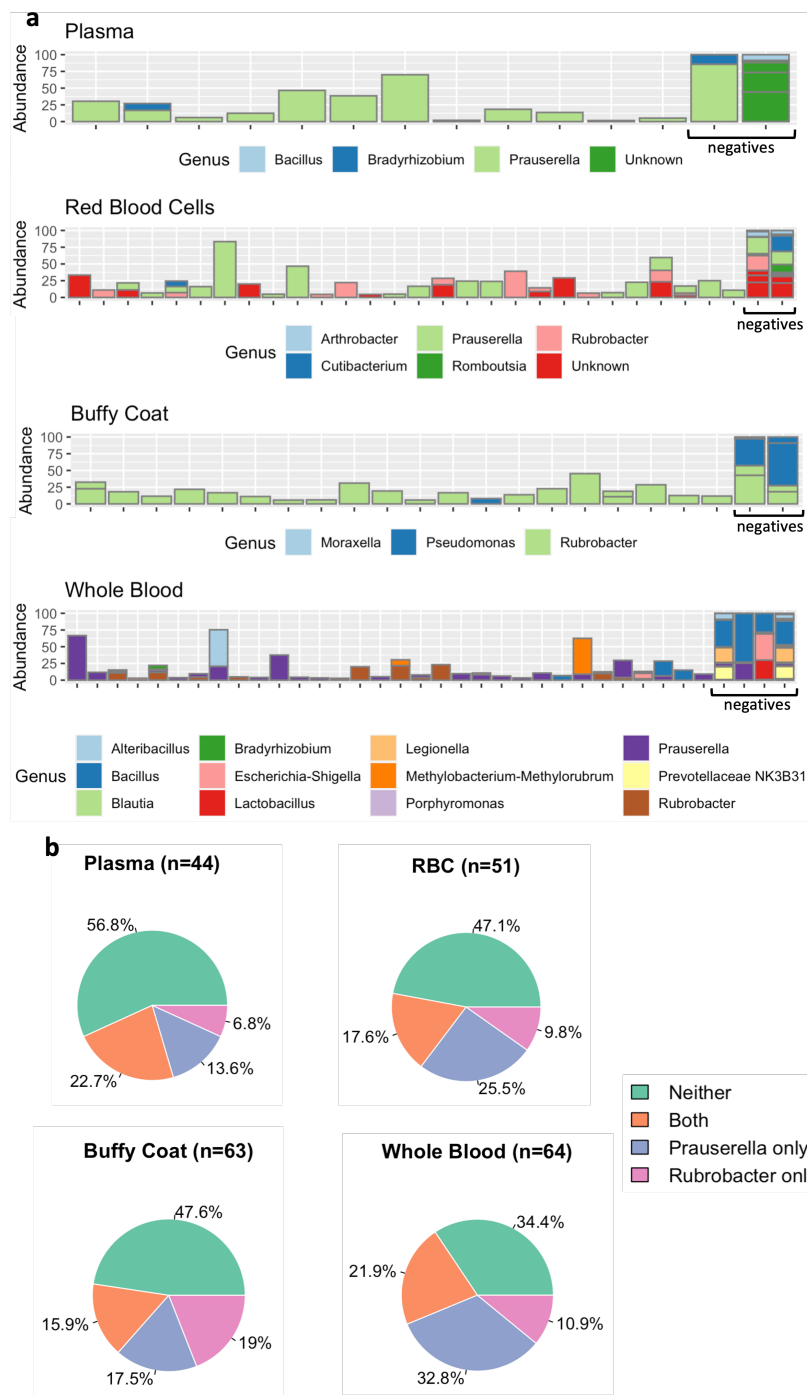 a
Plasma
Abundance
100
75
50
25
0
negatives
Genus Bacillus Bradyrhizobium Prauserella Unknown
Red Blood Cells
Abundance
100
75
50
25
0
negatives
Genus
Arthrobacter Prauserella Rubrobacter
Cutibacterium Romboutsia Unknown
Buffy Coat
Abundance
100
75
50
25
0
negatives
Genus Moraxella Pseudomonas Rubrobacter
Whole Blood
Abundance
100
75
50
25
0
negatives
Genus
Alteribacillus Bradyrhizobium Legionella Prauserella
Bacillus Escherichia-Shigella Methylobacterium-Methylorubrum Prevotellaceae NK3B31
Blautia Lactobacillus Porphyromonas Rubrobacter
b
Plasma (n=44)
56.8%
6.8%
13.6%
22.7%
RBC (n=51)
47.1%
9.8%
17.6%
25.5%
Neither
Both
Prauserella only
Rubrobacter onl
Buffy Coat (n=63)
47.6%
15.9%
19%
17.5%
Whole Blood (n=64)
34.4%
21.9%
10.9%
32.8%